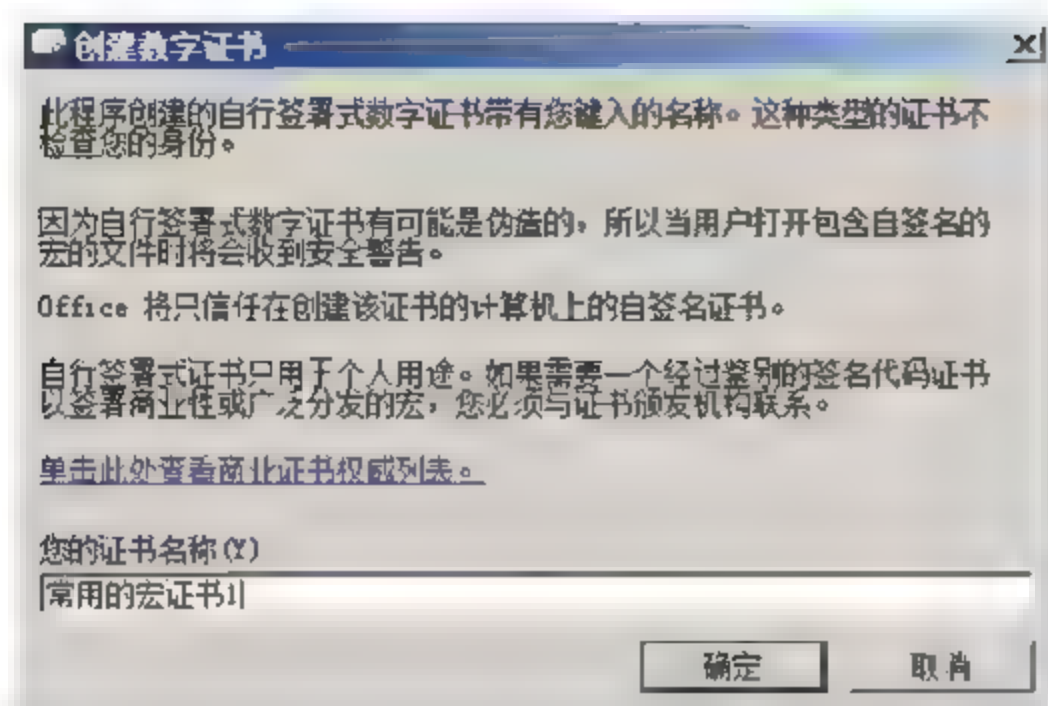 创建数字证书
此程序创建的自行签署式数字证书带有您键入的名称。这种类型的证书不
检查您的身份。
因为自行签署式数字证书有可能是伪造的，所以当用户打开包含自签名的
宏的文件时将会收到安全警告。
Office 将只信任在创建该证书的计算机上的自签名证书。
自行签署式证书只用于个人用途。如果需要一个经过鉴别的签名代码证书
以签署商业性或广泛分发的宏，您必须与证书颁发机构联系。
单击此处查看商业证书权威列表。
您的证书名称(Y)
常用的宏证书1
确定
取消